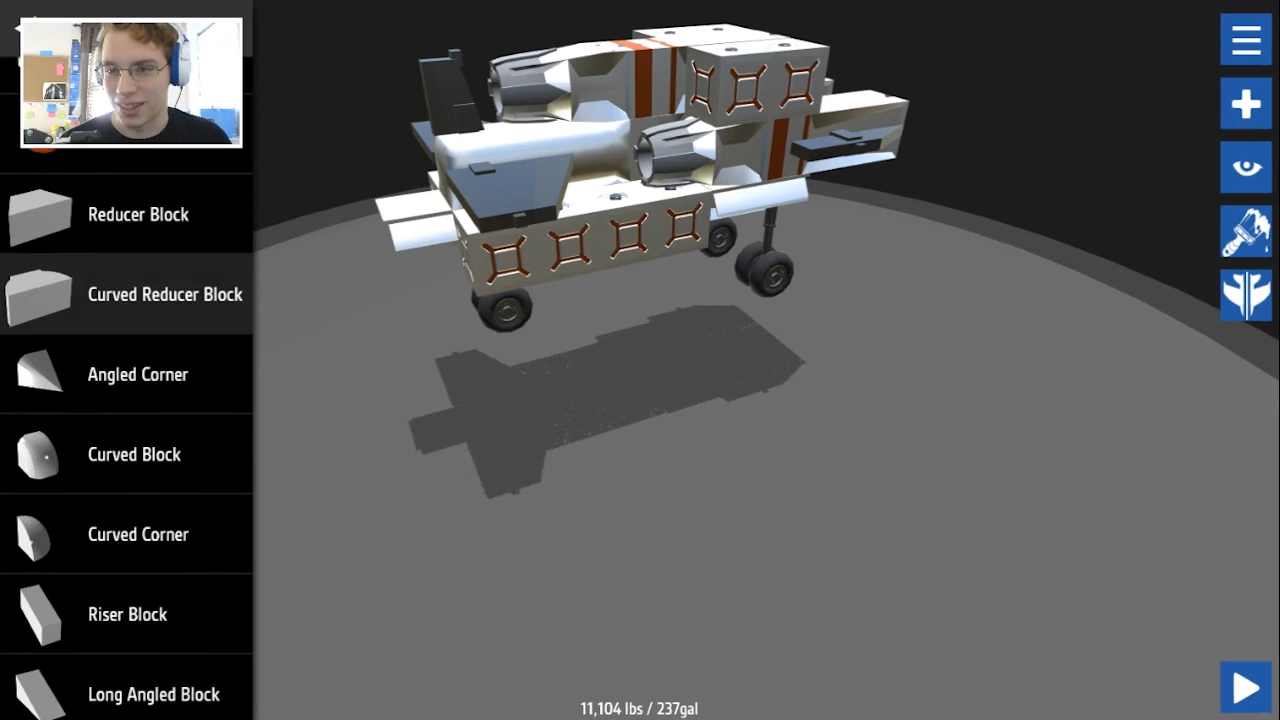 Reducer Block
Curved Reducer Block
Angled Corner
Curved Block
Curved Corner
Riser Block
Long Angled Block
11,104 lbs / 237gal